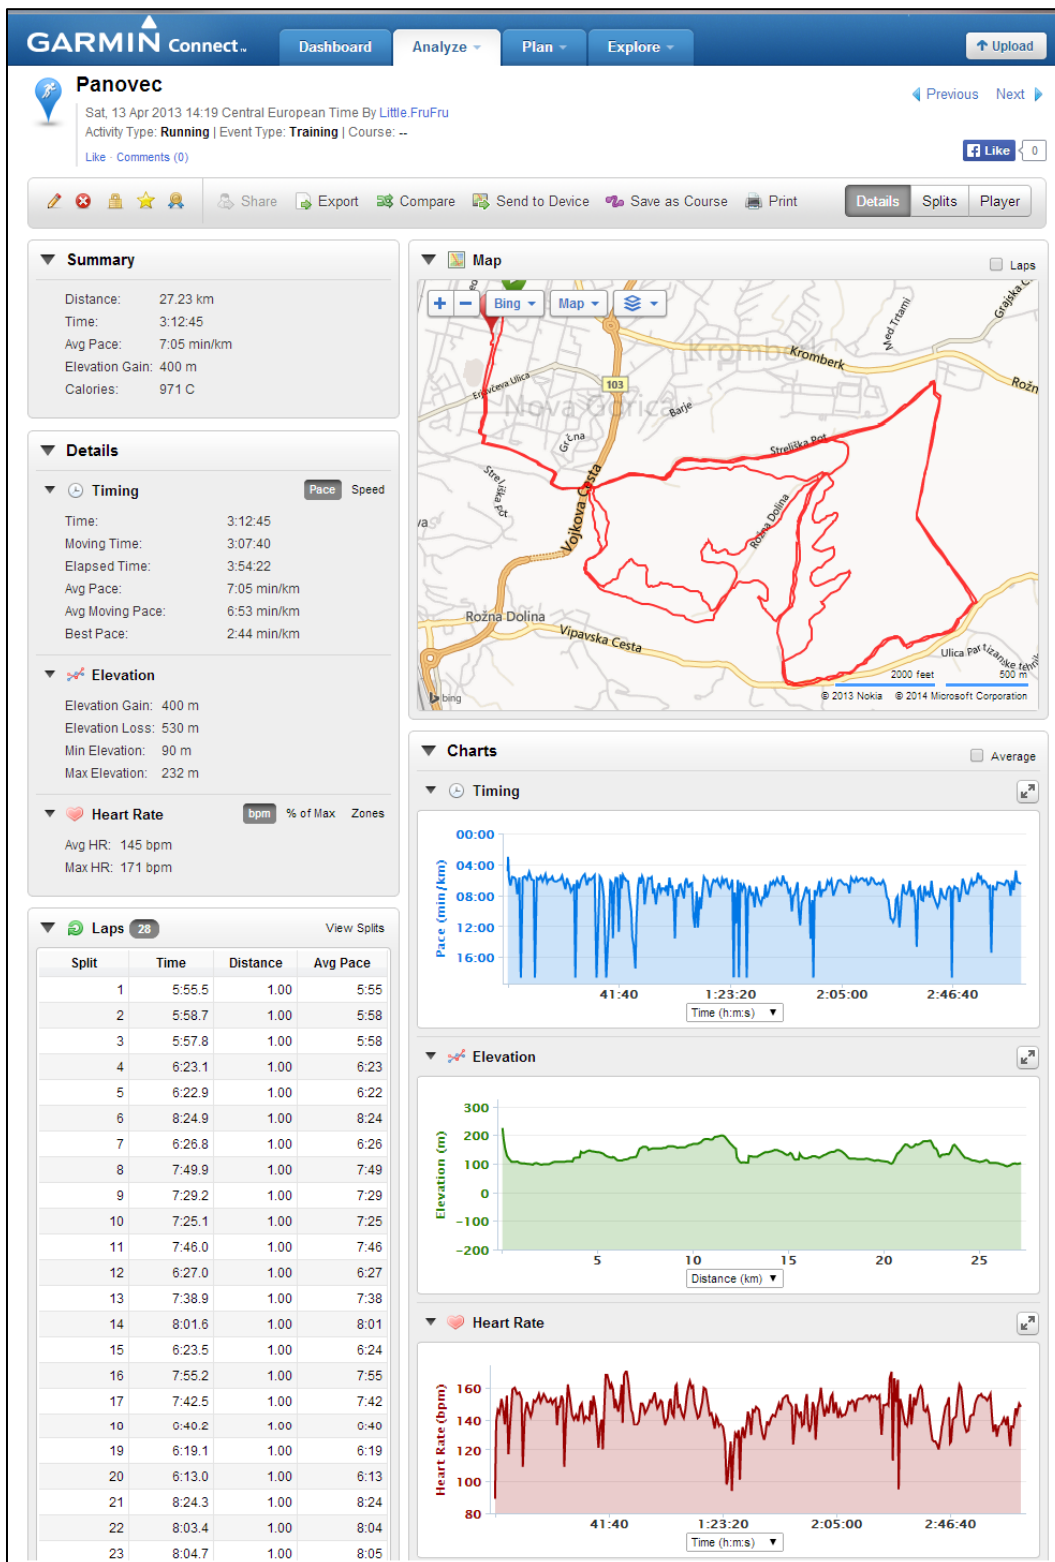 GARMIN Connect™
Dashboard
Analyze
Plan
Explore
Upload
Panovec
Previous Next
Sat, 13 Apr 2013 14:19 Central European Time By Little.FruFru
Activity Type: Running | Event Type: Training | Course: --
Like · Comments (0)
Like 0
Share Export Compare Send to Device Save as Course Print
Details Splits Player
Summary
Distance: 27.23 km
Time: 3:12:45
Avg Pace: 7:05 min/km
Elevation Gain: 400 m
Calories: 971 C
Details
Timing Pace Speed
Time: 3:12:45
Moving Time: 3:07:40
Elapsed Time: 3:54:22
Avg Pace: 7:05 min/km
Avg Moving Pace: 6:53 min/km
Best Pace: 2:44 min/km
Elevation
Elevation Gain: 400 m
Elevation Loss: 530 m
Min Elevation: 90 m
Max Elevation: 232 m
Heart Rate bpm % of Max Zones
Avg HR: 145 bpm
Max HR: 171 bpm
Laps 28 View Splits
Split Time Distance Avg Pace
1 5:55.5 1.00 5:55
2 5:58.7 1.00 5:58
3 5:57.8 1.00 5:58
4 6:23.1 1.00 6:23
5 6:22.9 1.00 6:22
6 8:24.9 1.00 8:24
7 6:26.8 1.00 6:26
8 7:49.9 1.00 7:49
9 7:29.2 1.00 7:29
10 7:25.1 1.00 7:25
11 7:46.0 1.00 7:46
12 6:27.0 1.00 6:27
13 7:38.9 1.00 7:38
14 8:01.6 1.00 8:01
15 6:23.5 1.00 6:24
16 7:55.2 1.00 7:55
17 7:42.5 1.00 7:42
6:40.2 1.00 6:40
19 6:19.1 1.00 6:19
20 6:13.0 1.00 6:13
21 8:24.3 1.00 8:24
22 8:03.4 1.00 8:04
23 8:04.7 1.00 8:05
Map
Laps
+ − Bing Map
Med Trtami
Grajska
Kromberk
Kromberk
Rožn
Erjavčeva Ulica
103
Nova Gorica
Barje
Grčna
Streliška Pot
Streliška Pot
Vojkova Cesta
Rožna Dolina
Rožna Dolina
Vipavska Cesta
Ulica Partizanske
2000 feet 500 m
bing
© 2013 Nokia © 2014 Microsoft Corporation
Charts
Average
Timing
Pace (min/km)
00:00
04:00
08:00
12:00
16:00
41:40 1:23:20 2:05:00 2:46:40
Time (h:m:s)
Elevation
Elevation (m)
300
200
100
0
-100
-200
5 10 15 20 25
Distance (km)
Heart Rate
Heart Rate (bpm)
160
140
120
100
80
41:40 1:23:20 2:05:00 2:46:40
Time (h:m:s)